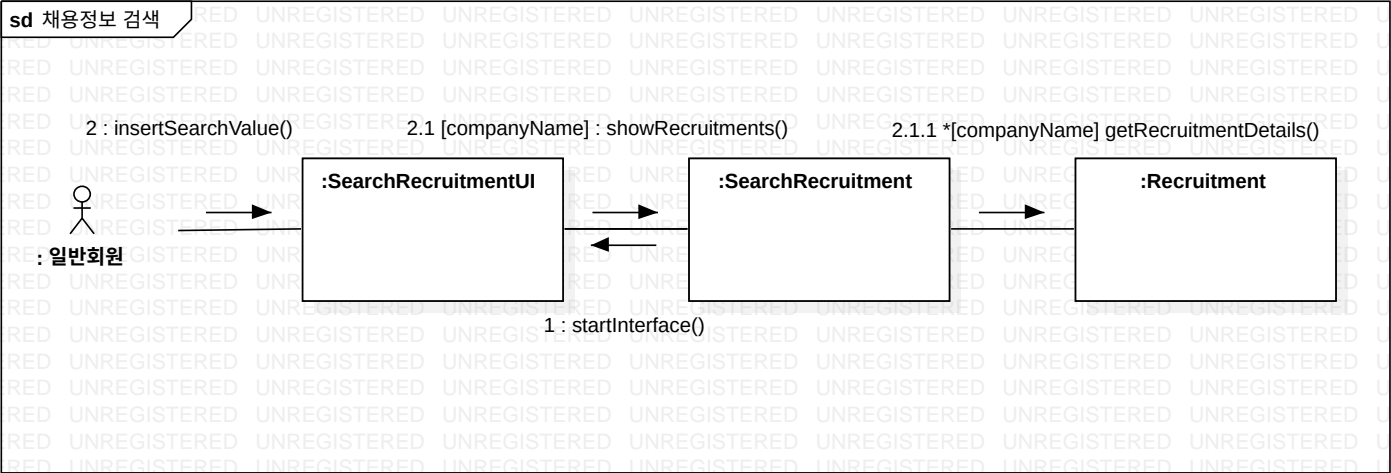 sd 채용정보 검색
2 : insertSearchValue()
2.1 [companyName] : showRecruitments()
2.1.1 *[companyName] getRecruitmentDetails()
:SearchRecruitmentUI
:SearchRecruitment
:Recruitment
: 일반회원
1 : startInterface()
UNREGISTERED